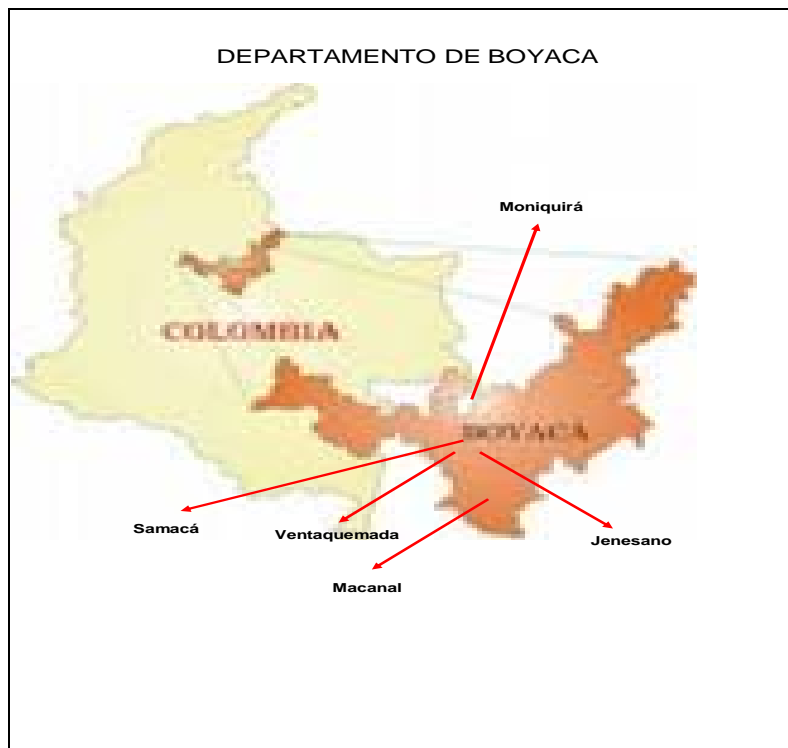 DEPARTAMENTO DE BOYACA
Moniquirá
COLOMBIA
BOYACA
Samacá
Ventaquemada
Jenesano
Macanal